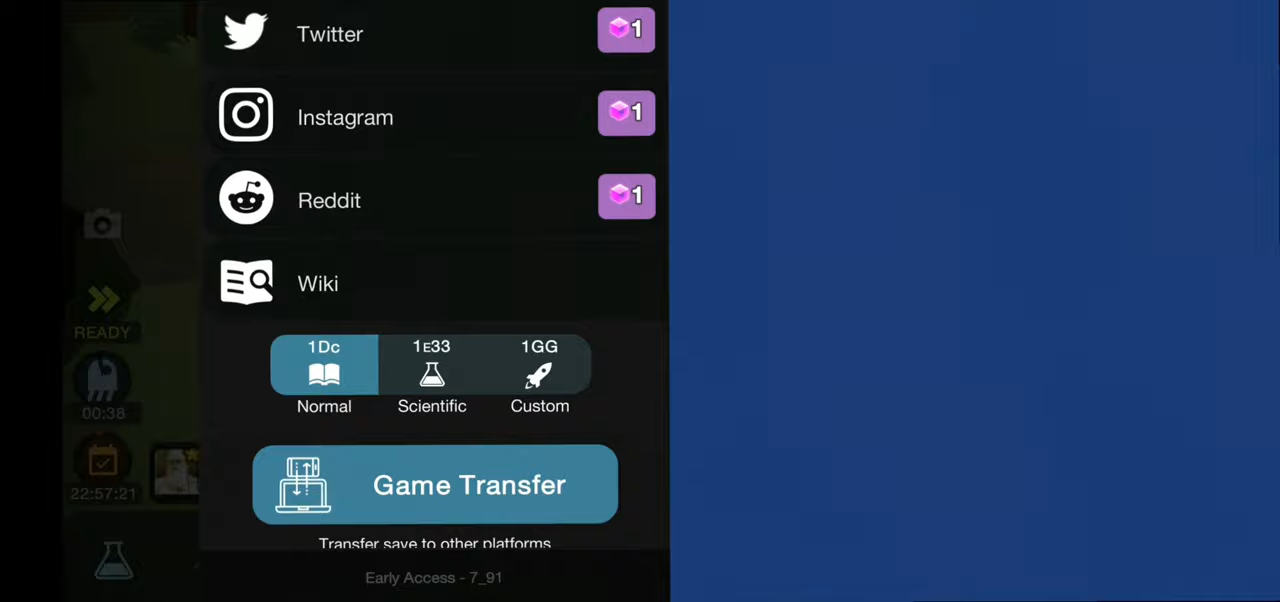 Twitter
1
Instagram
1
Reddit
1
Wiki
READY
00:38
22:57:21
1Dc
1E33
1GG
Normal
Scientific
Custom
Game Transfer
Transfer save to other platforms
Early Access - 7_91